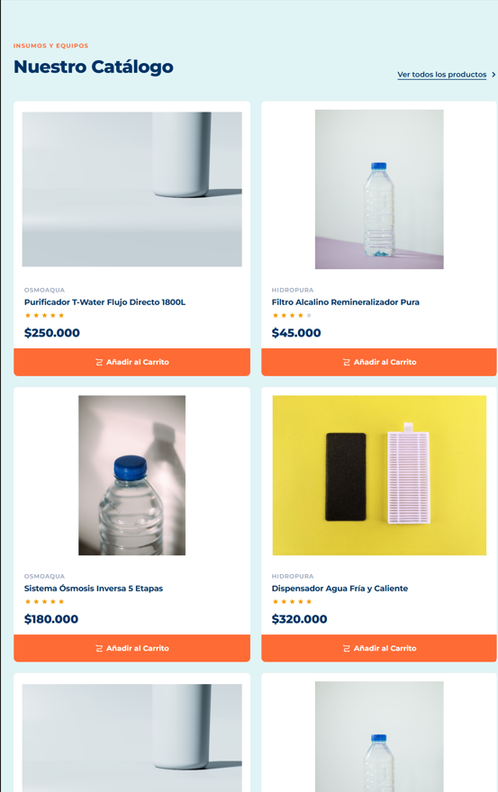 INSUMOS Y EQUIPOS
Nuestro Catálogo
Ver todos los productos
OSMOAQUA
Purificador T-Water Flujo Directo 1800L
$250.000
Añadir al Carrito
HIDROPURA
Filtro Alcalino Remineralizador Pura
$45.000
Añadir al Carrito
OSMOAQUA
Sistema Ósmosis Inversa 5 Etapas
$180.000
Añadir al Carrito
HIDROPURA
Dispensador Agua Fría y Caliente
$320.000
Añadir al Carrito